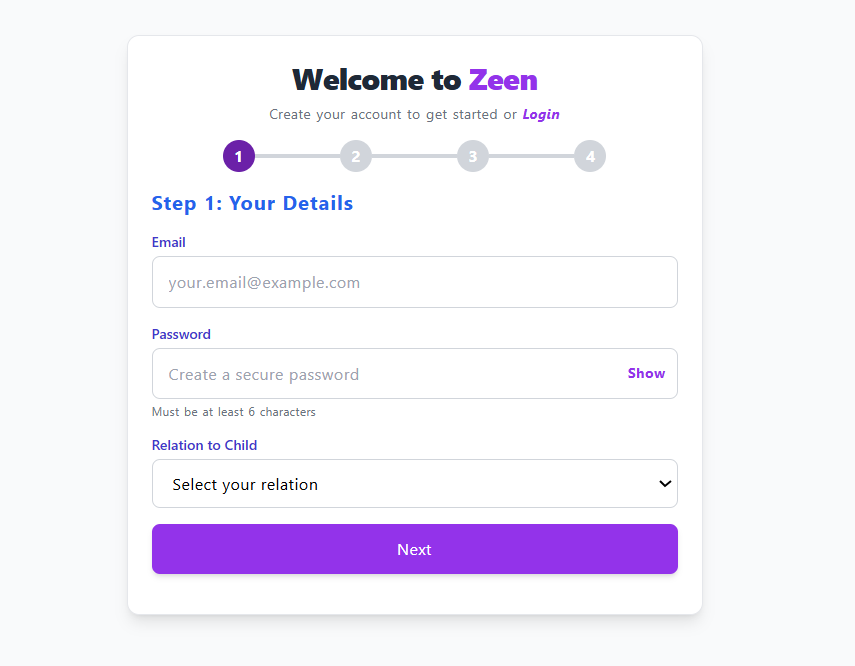 Welcome to Zeen
Create your account to get started or Login
1 2 3 4
Step 1: Your Details
Email
your.email@example.com
Password
Create a secure password Show
Must be at least 6 characters
Relation to Child
Select your relation
Next